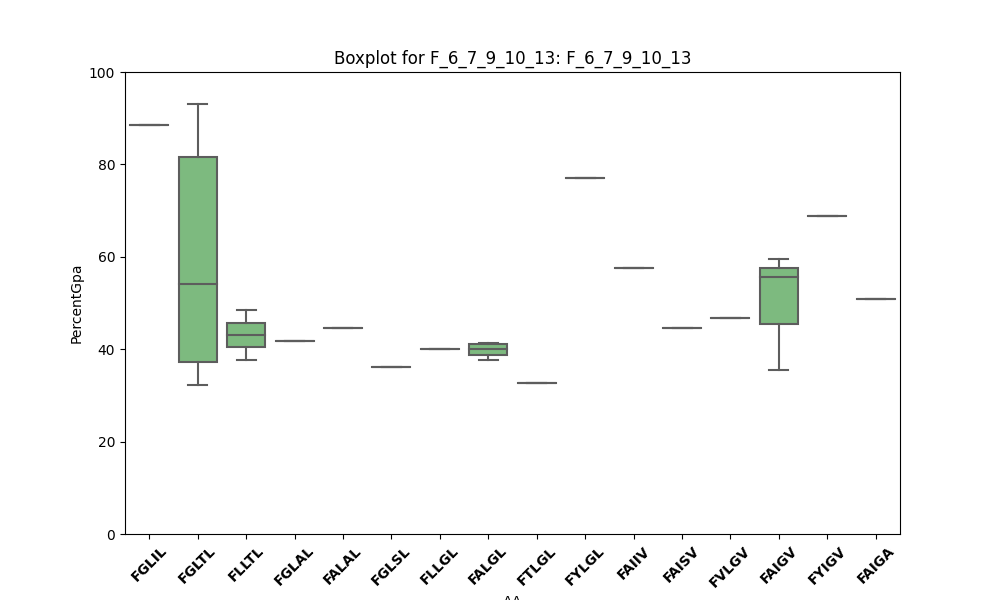 Boxplot for F_6_7_9_10_13: F_6_7_9_10_13
100
80
60
40
20
0
PercentGpa
FGLIL
FGLTL
FLLTL
FGLAL
FALAL
FGLSL
FLLGL
FALGL
FTLGL
FYLGL
FAIIV
FAISV
FVLGV
FAIGV
FYIGV
FAIGA
AA